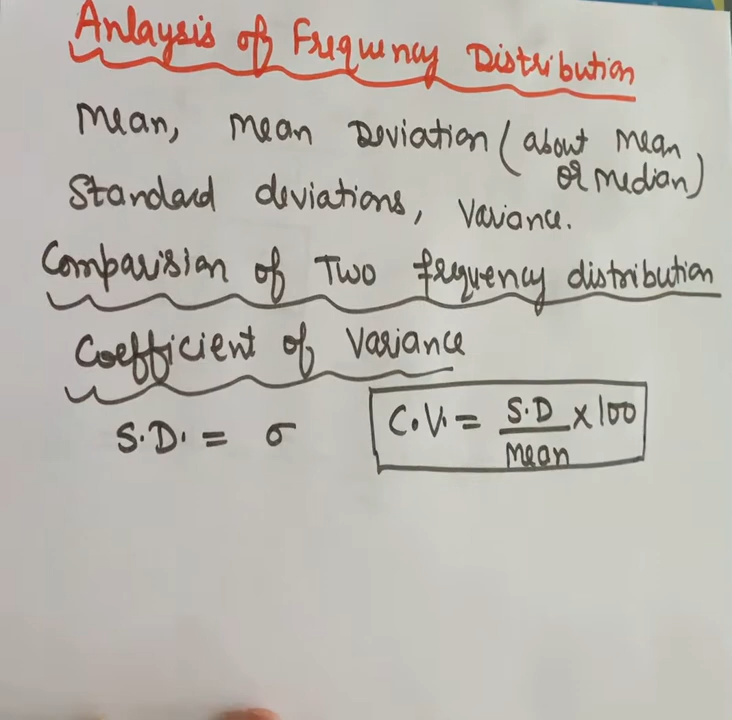 Anlaysis of Frequency Distribution
Mean, Mean Deviation (about Mean
or Median)
Standard deviations, Variance.
Comparision of Two frequency distribution
Coefficient of Variance
S.D. = σ
C.V. = S.D / Mean × 100